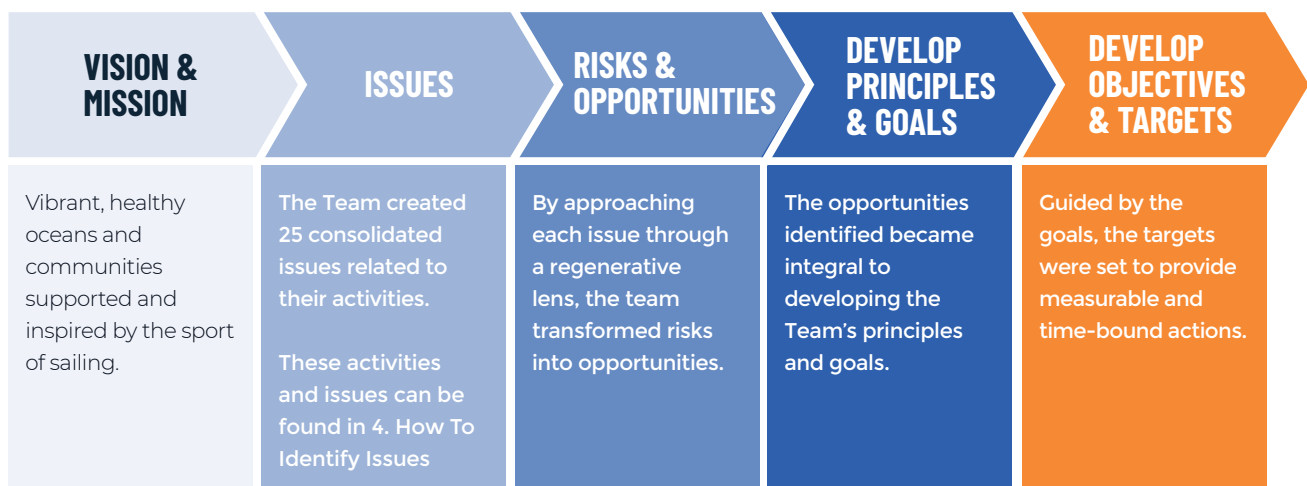 VISION &
MISSION
ISSUES
RISKS &
OPPORTUNITIES
DEVELOP
PRINCIPLES
& GOALS
DEVELOP
OBJECTIVES
& TARGETS
Vibrant, healthy
oceans and
communities
supported and
inspired by the sport
of sailing.
The Team created
25 consolidated
issues related to
their activities.
These activities
and issues can be
found in 4. How To
Identify Issues
By approaching
each issue through
a regenerative
lens, the team
transformed risks
into opportunities.
The opportunities
identified became
integral to
developing the
Team’s principles
and goals.
Guided by the
goals, the targets
were set to provide
measurable and
time-bound actions.